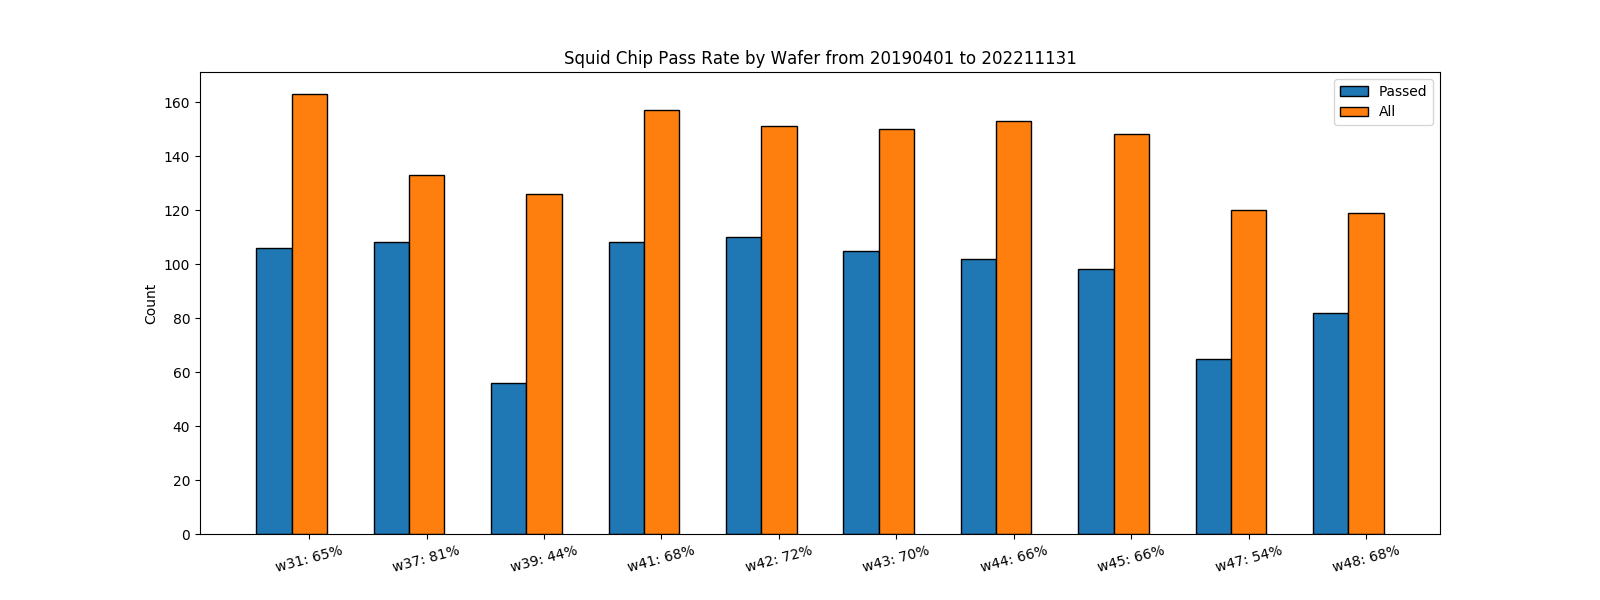 Squid Chip Pass Rate by Wafer from 20190401 to 202211131
Passed
All
Count
160
140
120
100
80
60
40
20
0
w31: 65%
w37: 81%
w39: 44%
w41: 68%
w42: 72%
w43: 70%
w44: 66%
w45: 66%
w47: 54%
w48: 68%